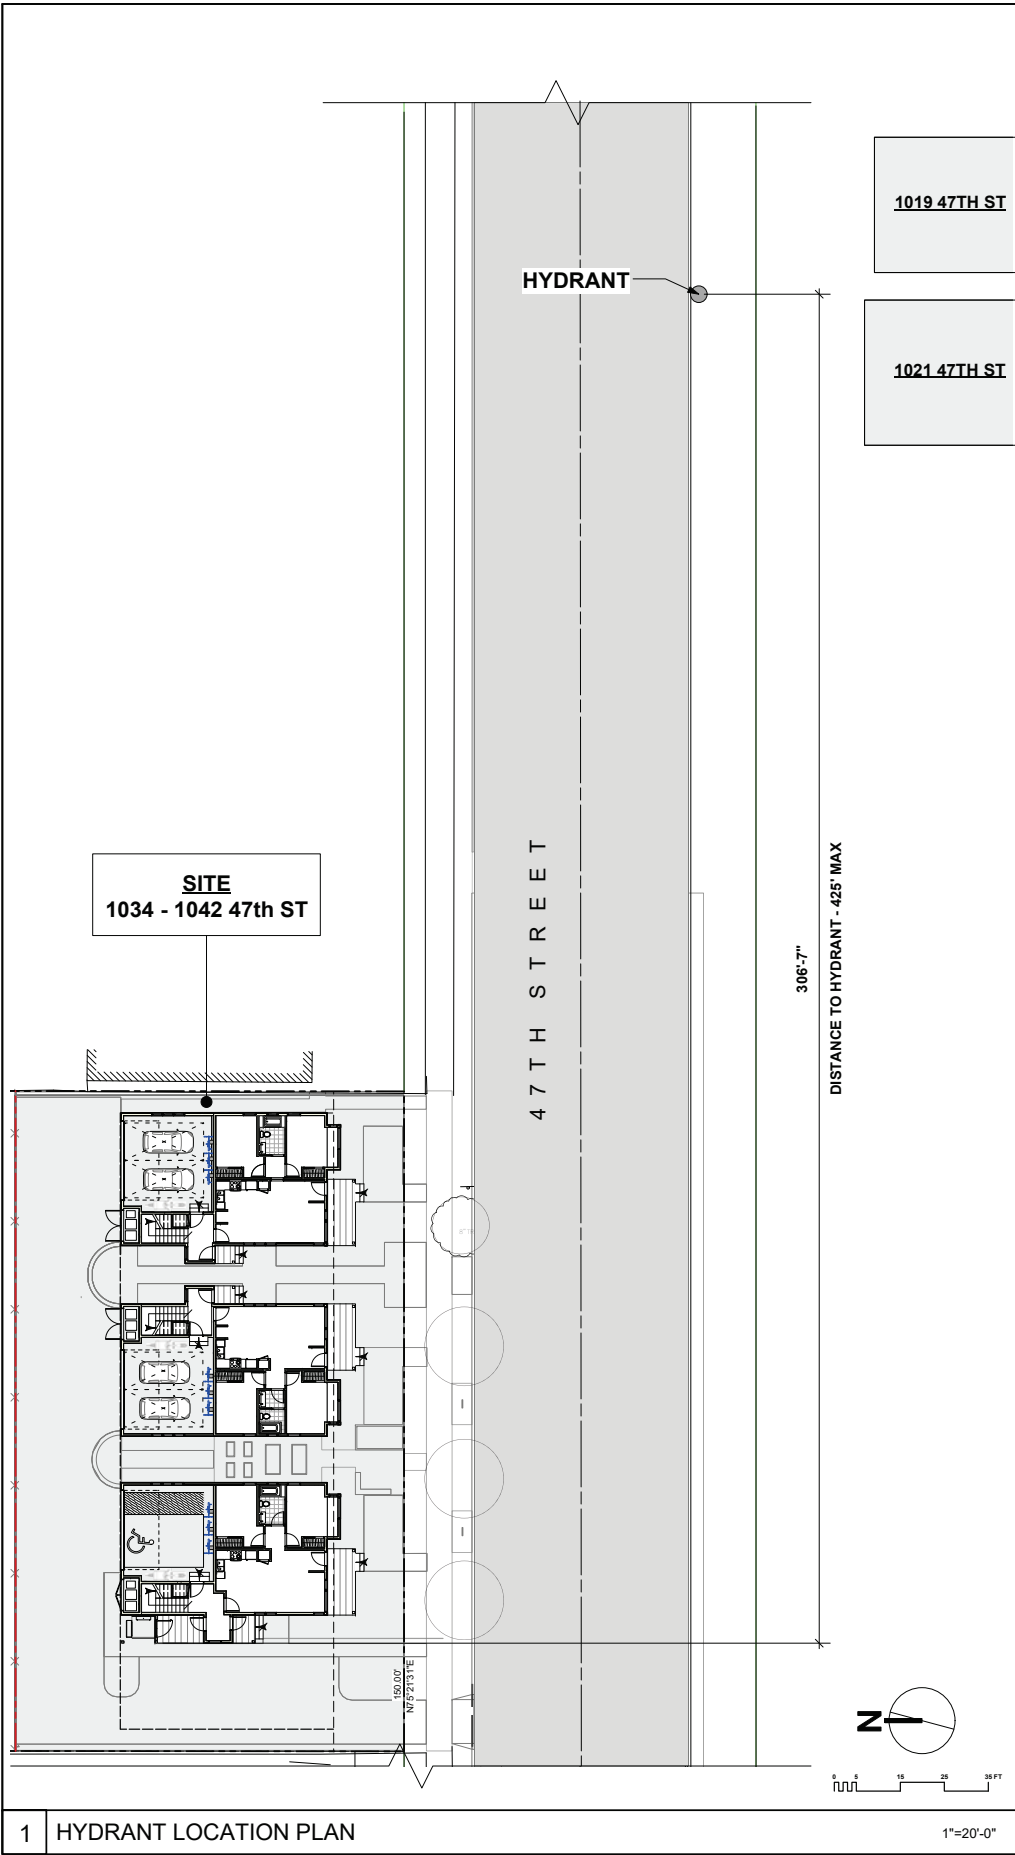 1019 47TH ST
HYDRANT
1021 47TH ST
47TH STREET
SITE
1034 - 1042 47th ST
306'-7"
DISTANCE TO HYDRANT - 425' MAX
150.00'
N75°21'31"E
N
0 5 15 25 35 FT
1 HYDRANT LOCATION PLAN
1"=20'-0"